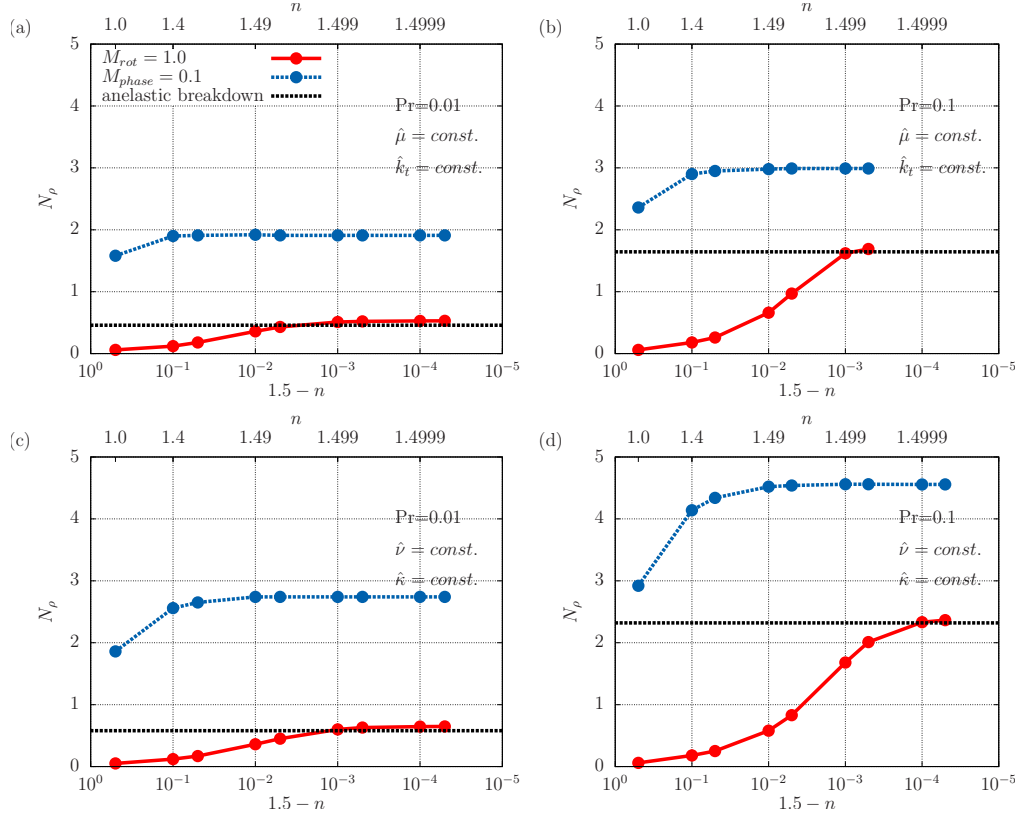 (a)
n
1.0 1.4 1.49 1.499 1.4999
5
4
3
2
1
0
N_ρ
M_{rot} = 1.0
M_{phase} = 0.1
anelastic breakdown
Pr=0.01
μ̂ = const.
k̂_t = const.
10^0 10^{-1} 10^{-2} 10^{-3} 10^{-4} 10^{-5}
1.5 − n
(b)
n
1.0 1.4 1.49 1.499 1.4999
5
4
3
2
1
0
N_ρ
Pr=0.1
μ̂ = const.
k̂_t = const.
10^0 10^{-1} 10^{-2} 10^{-3} 10^{-4} 10^{-5}
1.5 − n
(c)
n
1.0 1.4 1.49 1.499 1.4999
5
4
3
2
1
0
N_ρ
Pr=0.01
ν̂ = const.
κ̂ = const.
10^0 10^{-1} 10^{-2} 10^{-3} 10^{-4} 10^{-5}
1.5 − n
(d)
n
1.0 1.4 1.49 1.499 1.4999
5
4
3
2
1
0
N_ρ
Pr=0.1
ν̂ = const.
κ̂ = const.
10^0 10^{-1} 10^{-2} 10^{-3} 10^{-4} 10^{-5}
1.5 − n